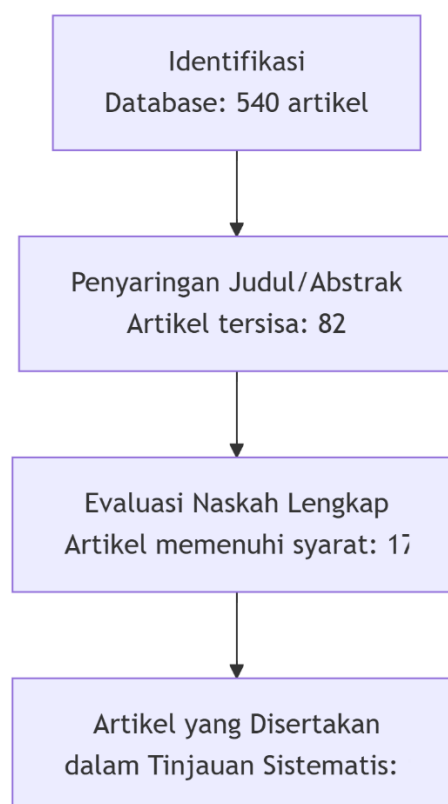 Identifikasi
Database: 540 artikel
Penyaringan Judul/Abstrak
Artikel tersisa: 82
Evaluasi Naskah Lengkap
Artikel memenuhi syarat: 17
Artikel yang Disertakan
dalam Tinjauan Sistematis: